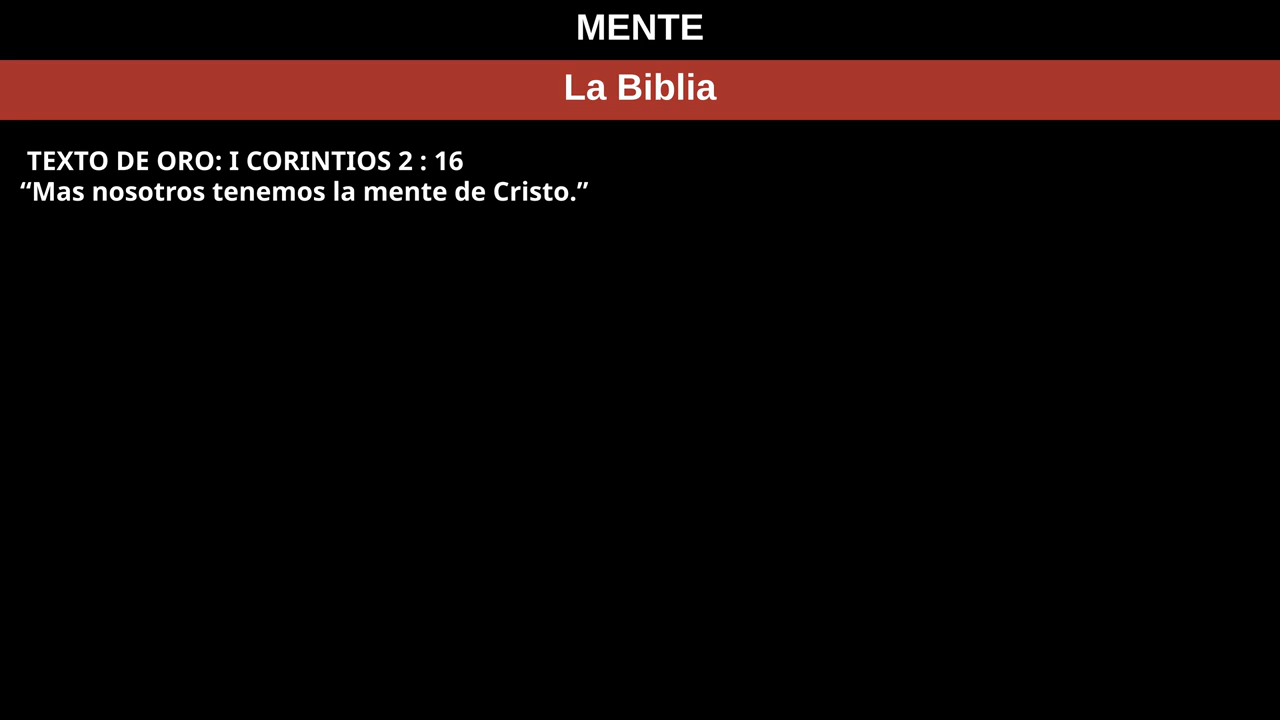 MENTE
La Biblia
TEXTO DE ORO: I CORINTIOS 2 : 16
“Mas nosotros tenemos la mente de Cristo.”